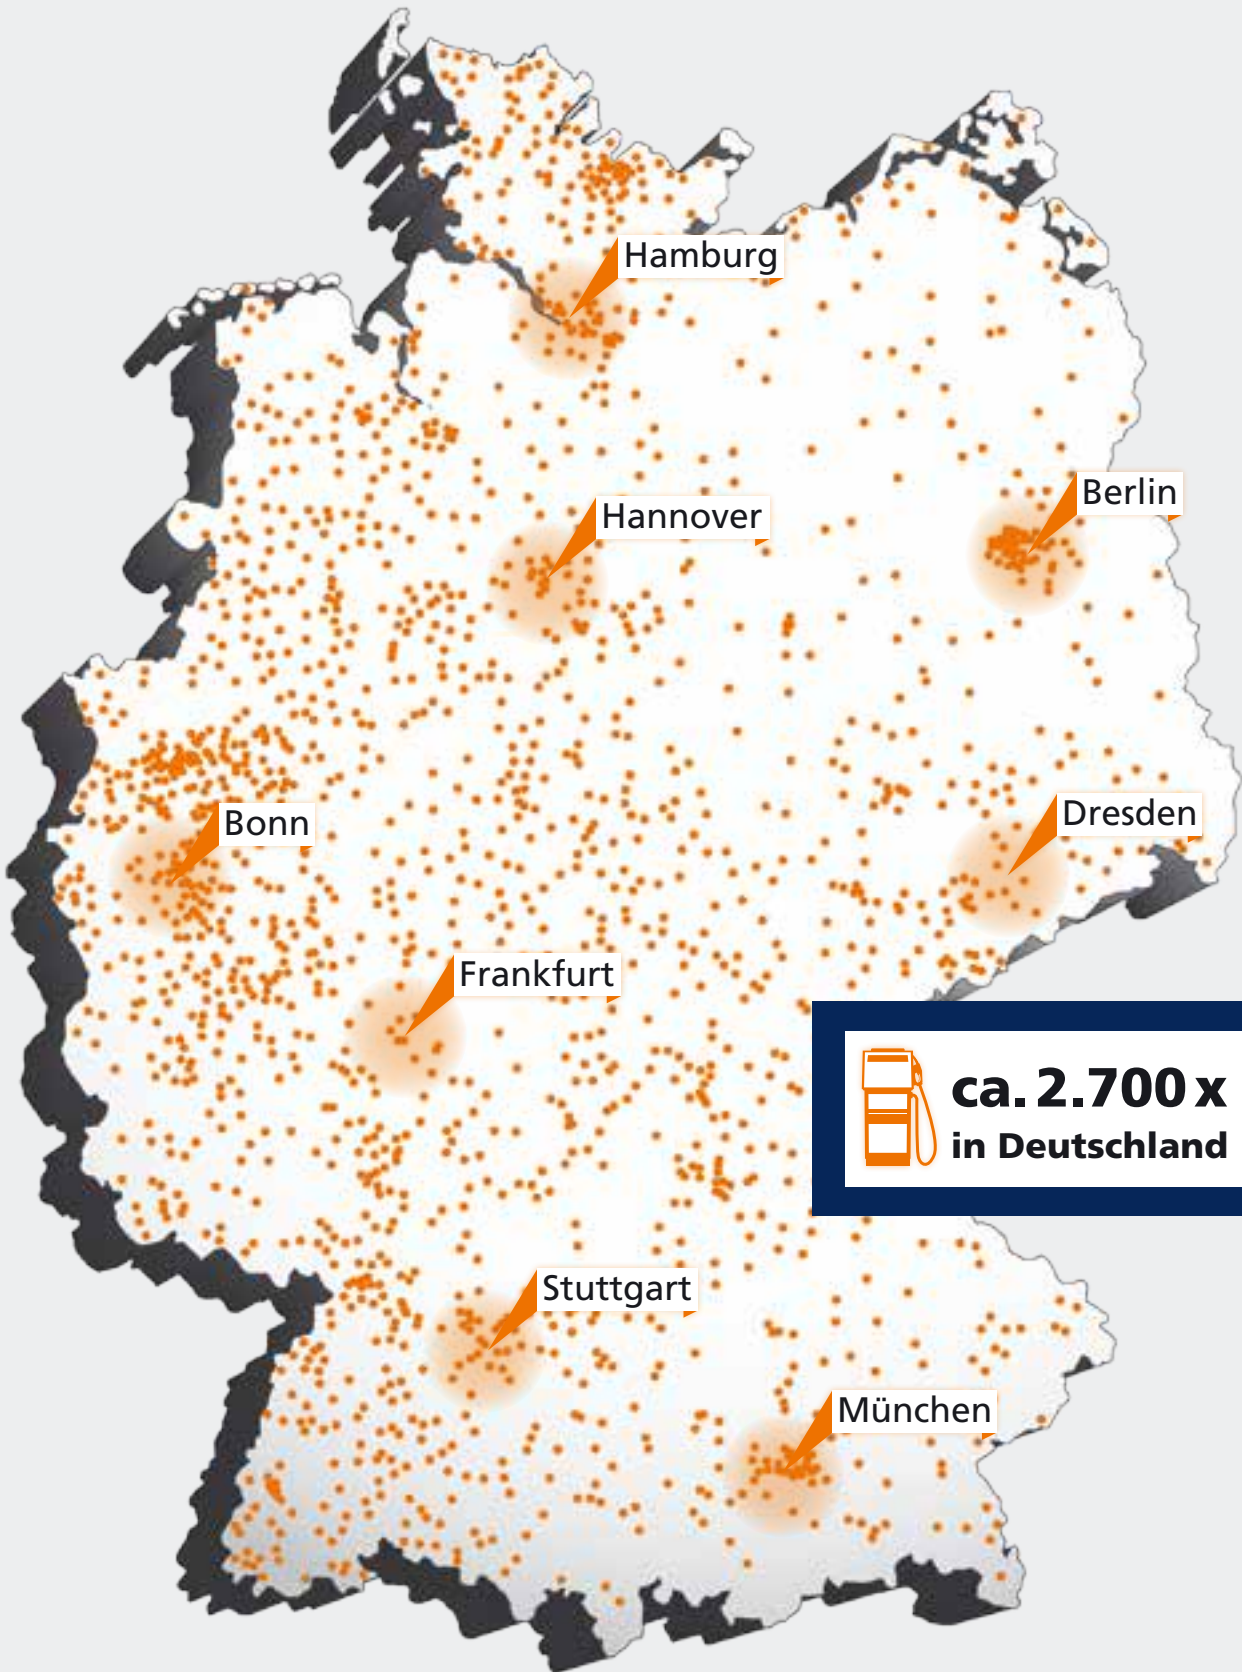 Hamburg
Berlin
Hannover
Dresden
Bonn
Frankfurt
ca. 2.700 x
in Deutschland
Stuttgart
München